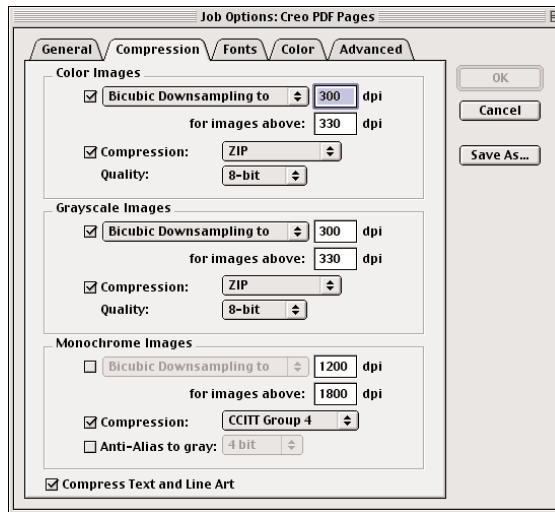 Job Options: Creo PDF Pages
General Compression Fonts Color Advanced
Color Images
Bicubic Downsampling to 300 dpi
for images above: 330 dpi
Compression: ZIP
Quality: 8-bit
Grayscale Images
Bicubic Downsampling to 300 dpi
for images above: 330 dpi
Compression: ZIP
Quality: 8-bit
Monochrome Images
Bicubic Downsampling to 1200 dpi
for images above: 1800 dpi
Compression: CCITT Group 4
Anti-Alias to gray: 4 bit
Compress Text and Line Art
OK
Cancel
Save As...